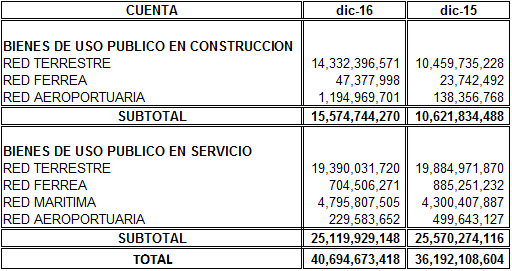 CUENTA dic-16 dic-15
BIENES DE USO PUBLICO EN CONSTRUCCION
RED TERRESTRE 14,332,396,571 10,459,735,228
RED FERREA 47,377,998 23,742,492
RED AEROPORTUARIA 1,194,969,701 138,356,768
SUBTOTAL 15,574,744,270 10,621,834,488
BIENES DE USO PUBLICO EN SERVICIO
RED TERRESTRE 19,390,031,720 19,884,971,870
RED FERREA 704,506,271 885,251,232
RED MARITIMA 4,795,807,505 4,300,407,887
RED AEROPORTUARIA 229,583,652 499,643,127
SUBTOTAL 25,119,929,148 25,570,274,116
TOTAL 40,694,673,418 36,192,108,604